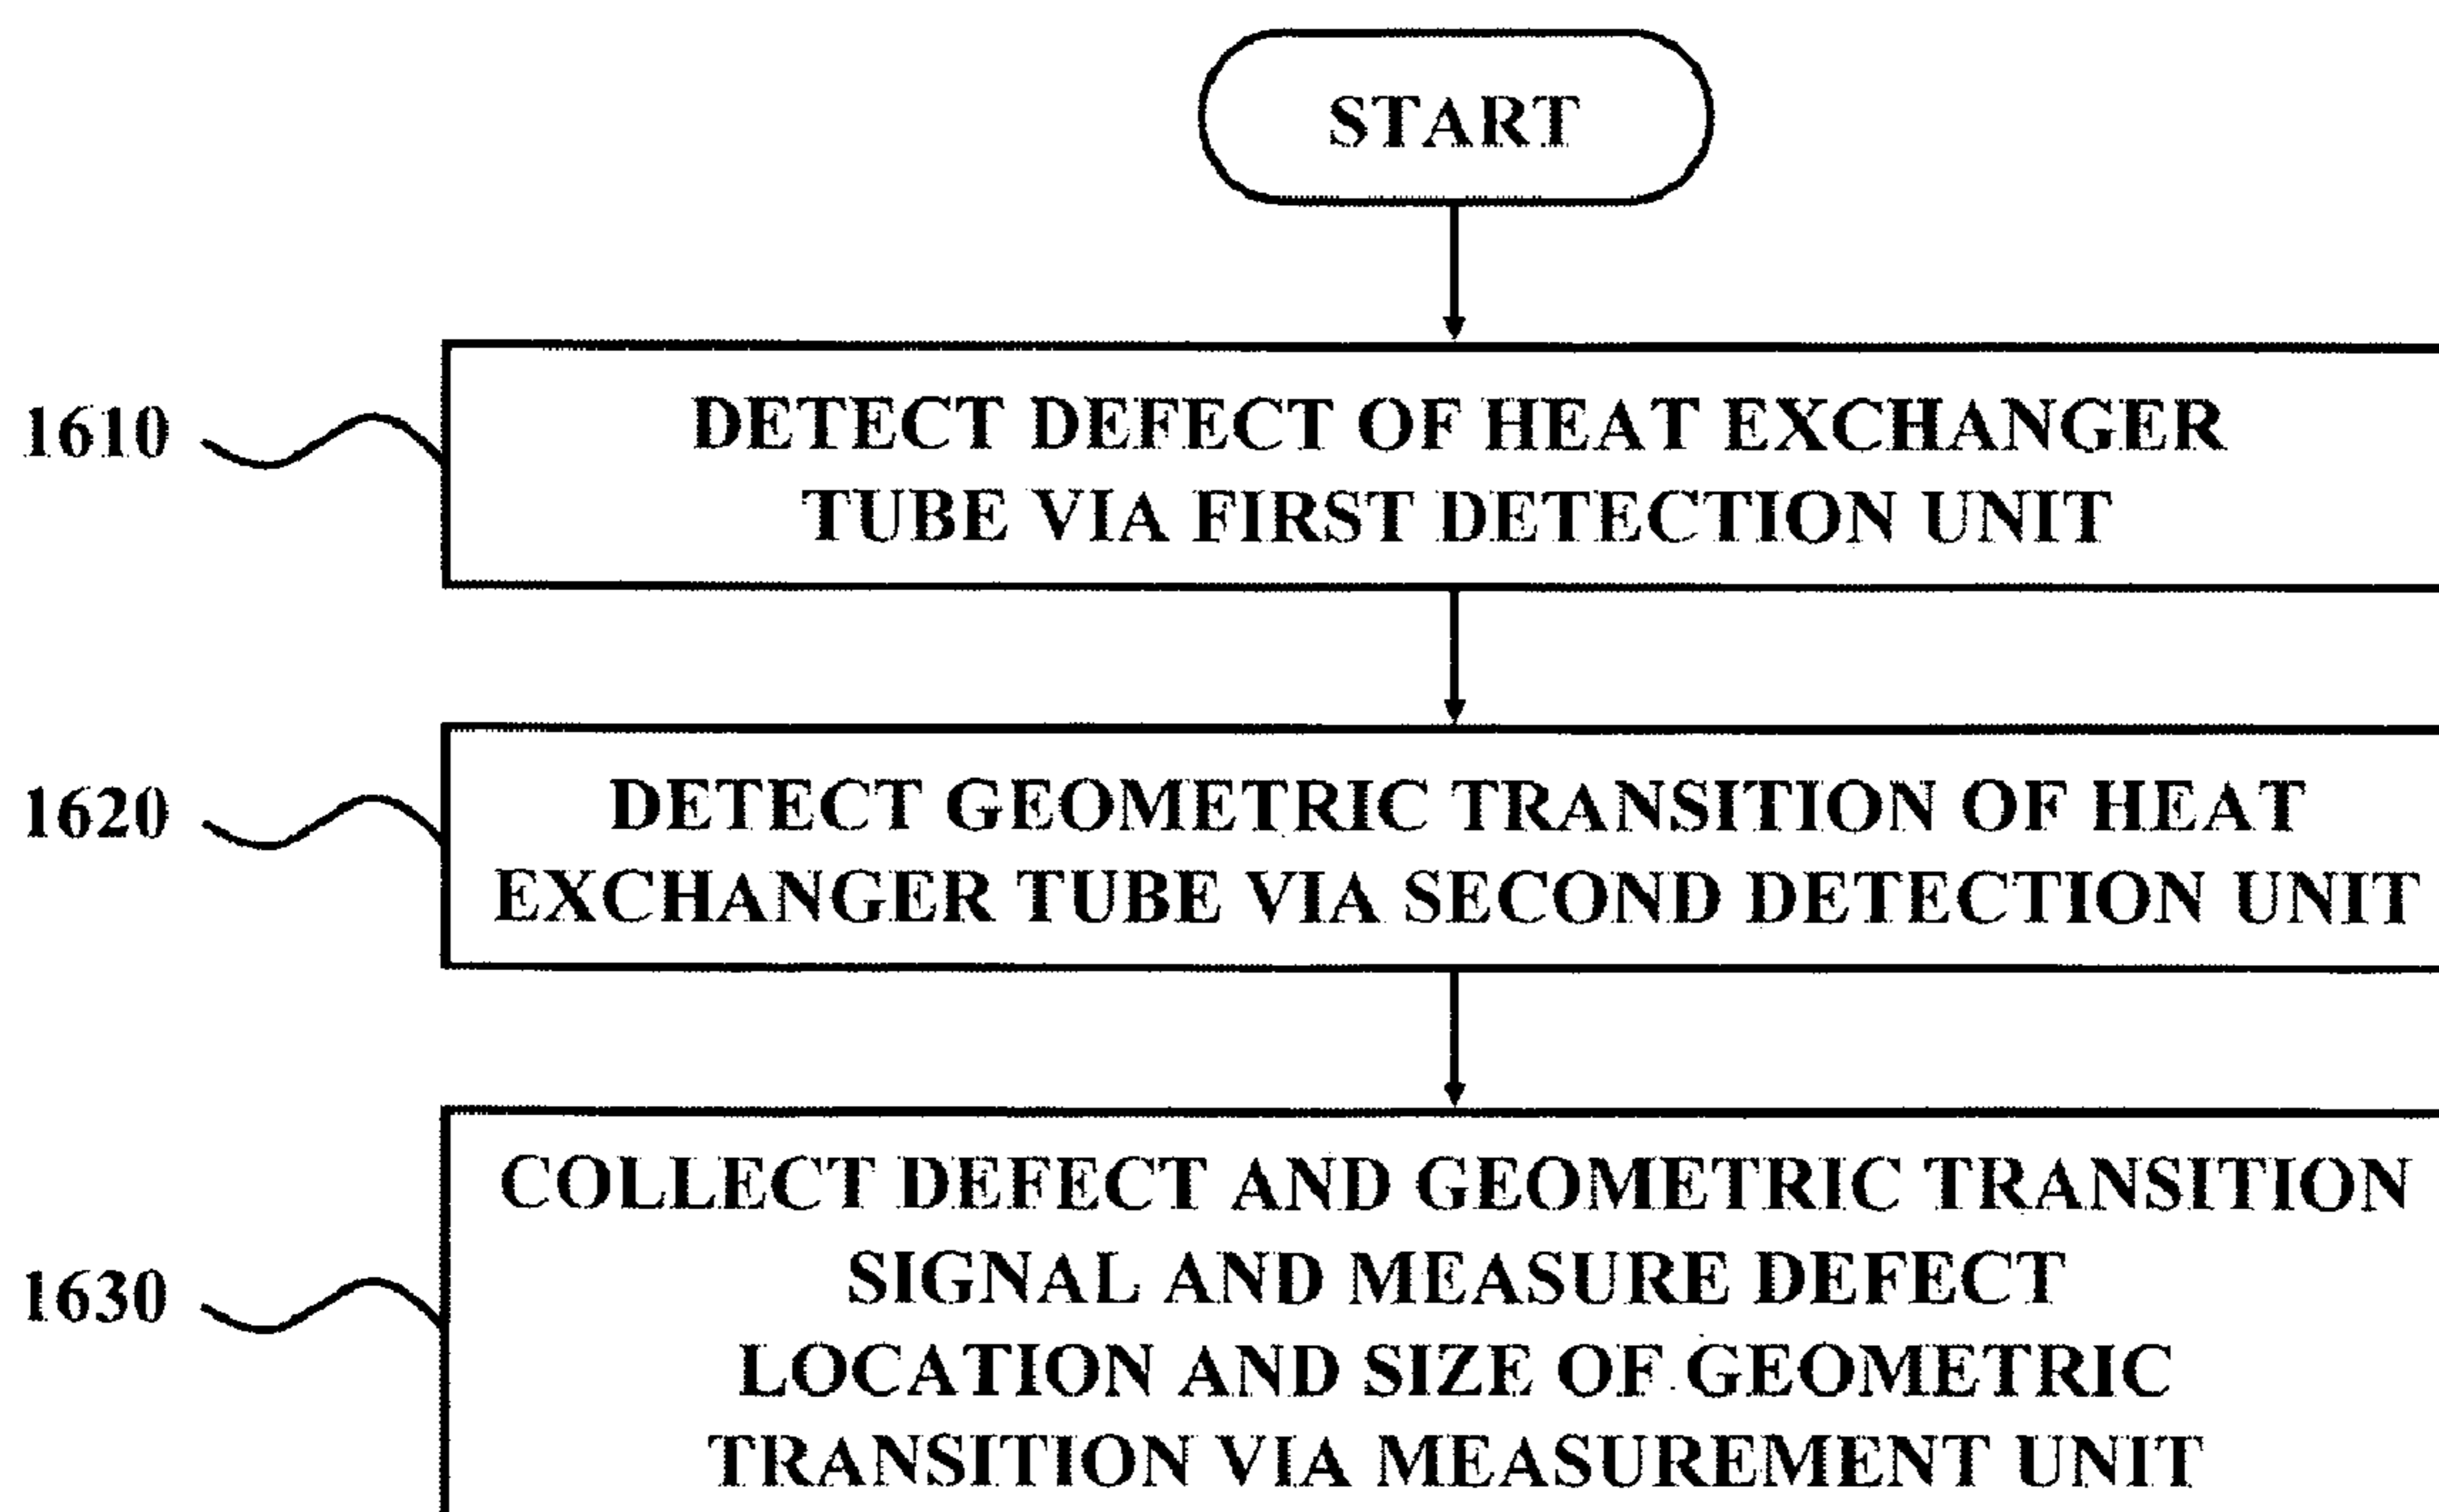 START
1610
DETECT DEFECT OF HEAT EXCHANGER
TUBE VIA FIRST DETECTION UNIT
1620
DETECT GEOMETRIC TRANSITION OF HEAT
EXCHANGER TUBE VIA SECOND DETECTION UNIT
1630
COLLECT DEFECT AND GEOMETRIC TRANSITION
SIGNAL AND MEASURE DEFECT
LOCATION AND SIZE OF GEOMETRIC
TRANSITION VIA MEASUREMENT UNIT